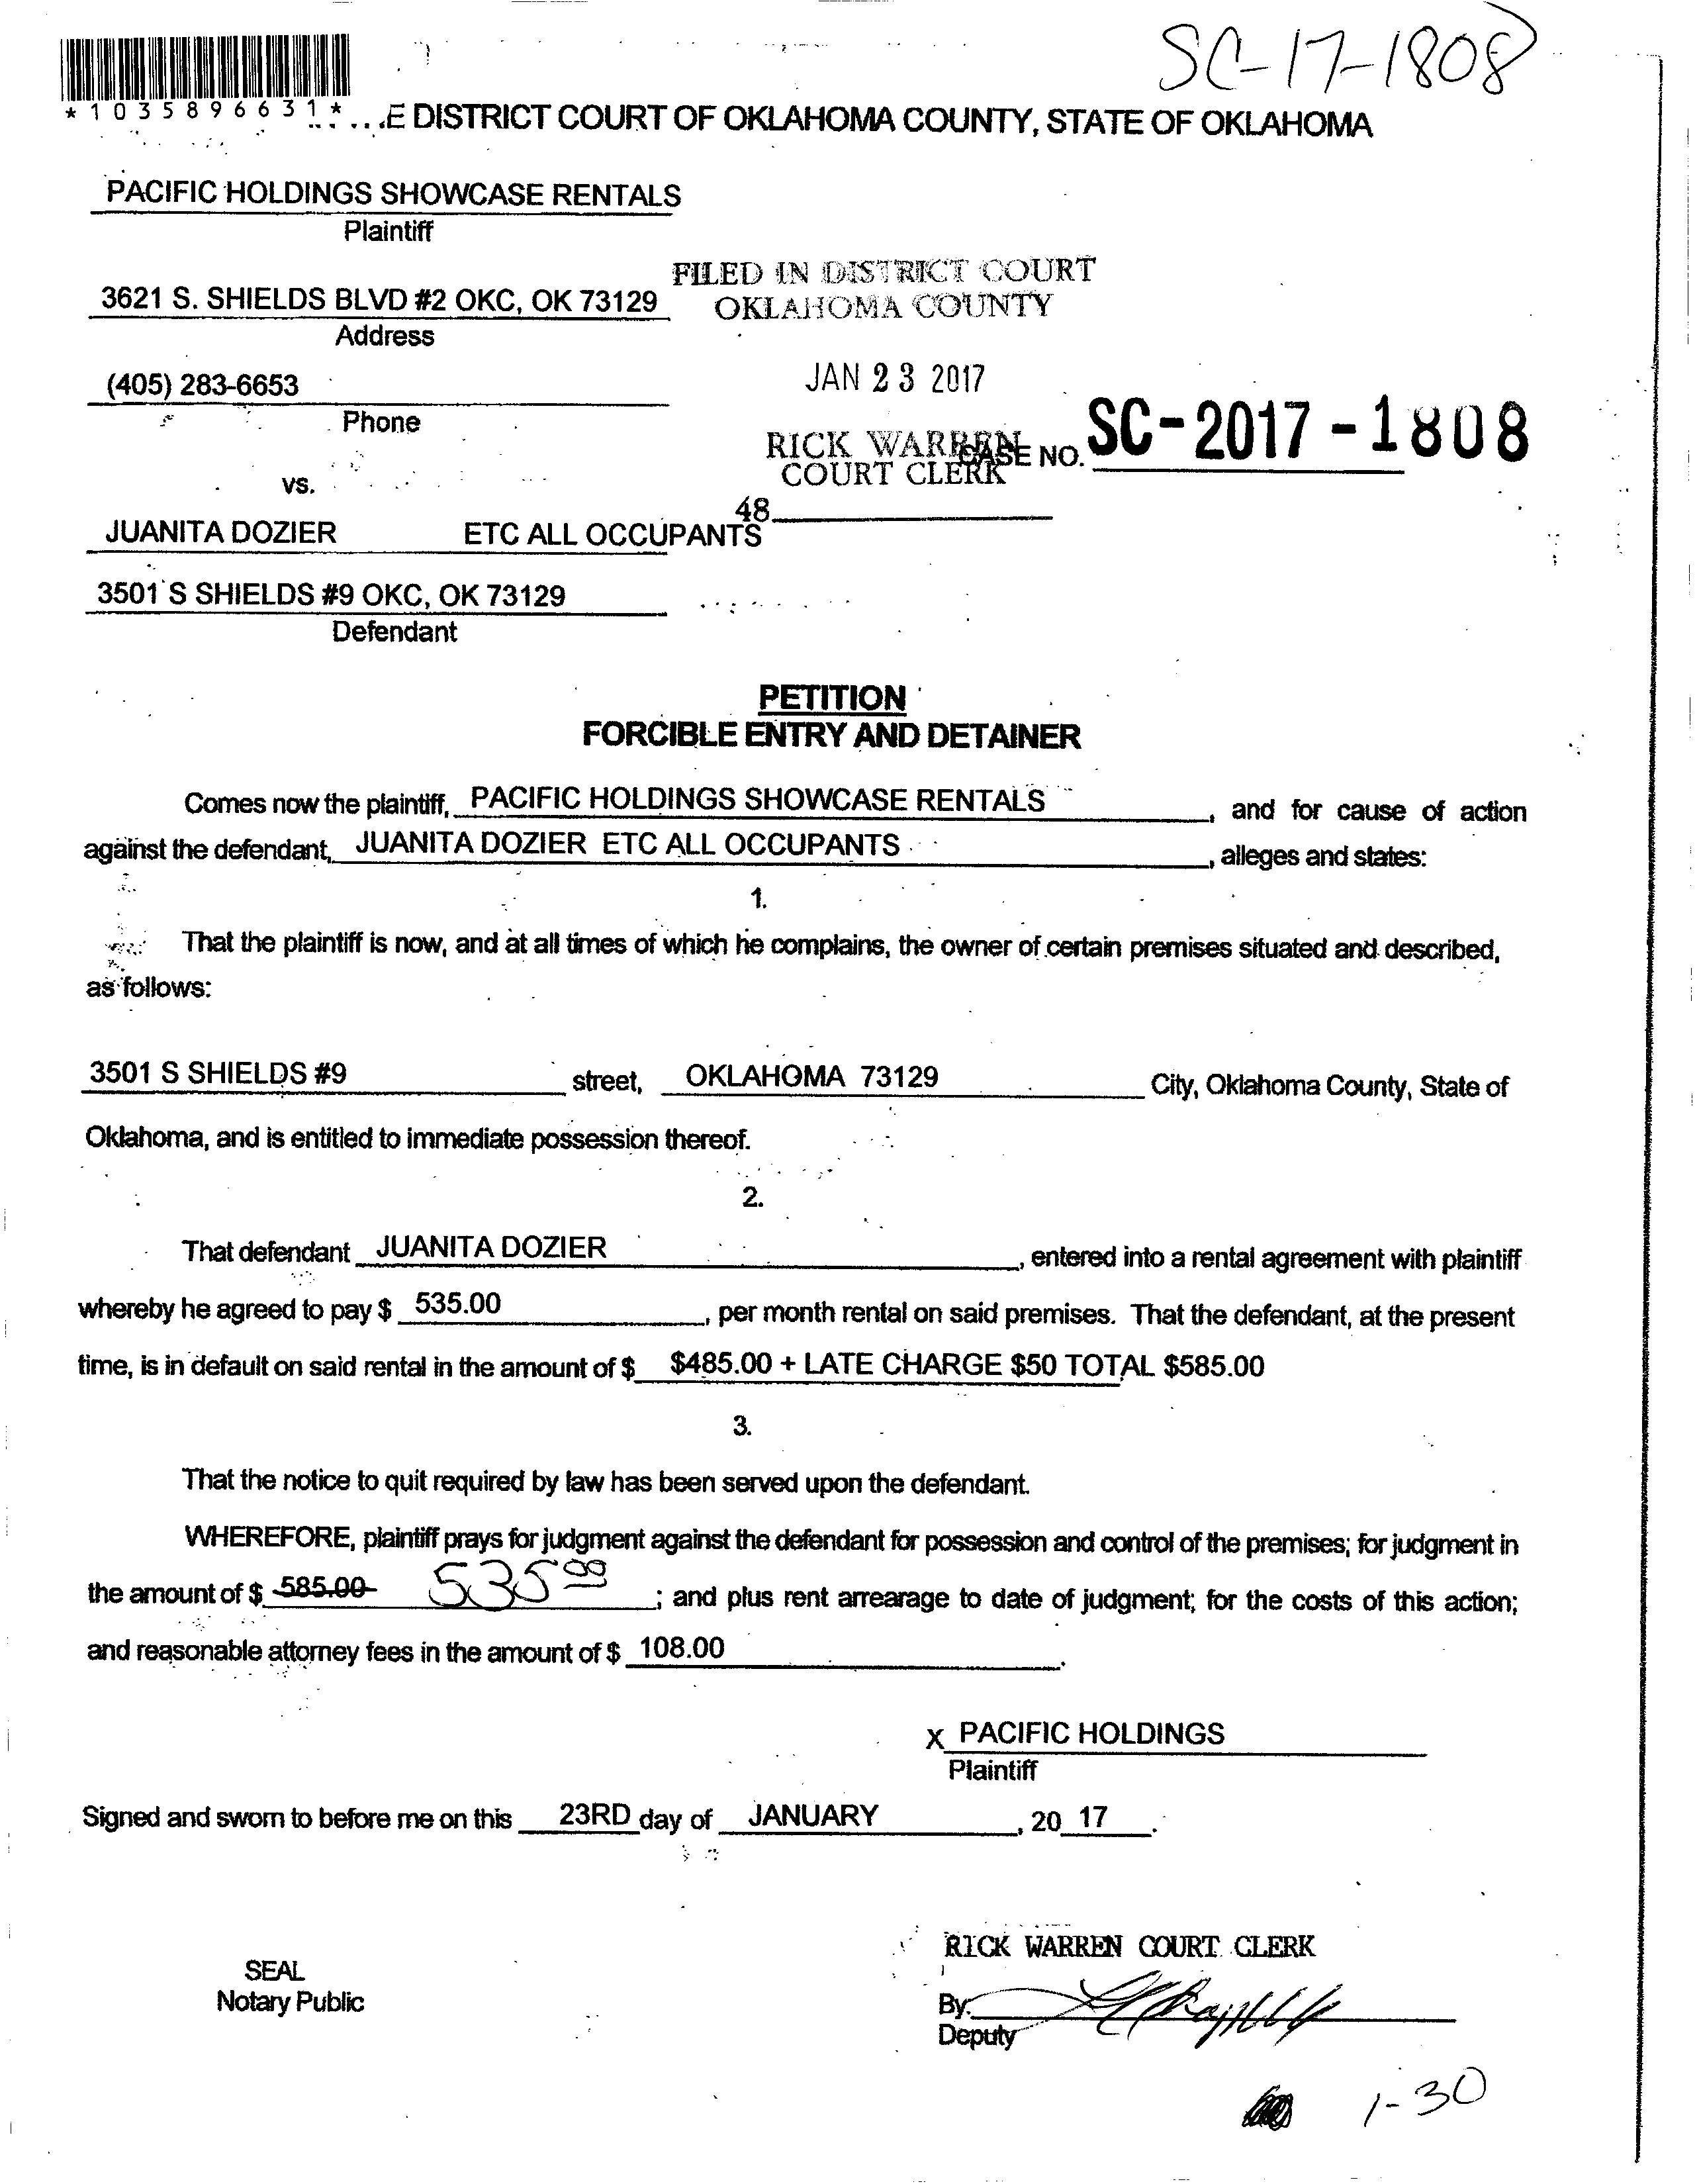 SC-17-1808
*1035896631*
E DISTRICT COURT OF OKLAHOMA COUNTY, STATE OF OKLAHOMA
PACIFIC HOLDINGS SHOWCASE RENTALS
Plaintiff
FILED IN DISTRICT COURT
OKLAHOMA COUNTY
3621 S. SHIELDS BLVD #2 OKC, OK 73129
Address
JAN 23 2017
(405) 283-6653
Phone
RICK WARREN
COURT CLERK
CASE NO. SC-2017-1808
vs.
48
JUANITA DOZIER ETC ALL OCCUPANTS
3501 S SHIELDS #9 OKC, OK 73129
Defendant
PETITION
FORCIBLE ENTRY AND DETAINER
Comes now the plaintiff, PACIFIC HOLDINGS SHOWCASE RENTALS, and for cause of action
against the defendant, JUANITA DOZIER ETC ALL OCCUPANTS, alleges and states:
1.
That the plaintiff is now, and at all times of which he complains, the owner of certain premises situated and described,
as follows:
3501 S SHIELDS #9 street, OKLAHOMA 73129 City, Oklahoma County, State of
Oklahoma, and is entitled to immediate possession thereof.
2.
That defendant JUANITA DOZIER, entered into a rental agreement with plaintiff
whereby he agreed to pay $ 535.00, per month rental on said premises. That the defendant, at the present
time, is in default on said rental in the amount of $ $485.00 + LATE CHARGE $50 TOTAL $585.00
3.
That the notice to quit required by law has been served upon the defendant.
WHEREFORE, plaintiff prays for judgment against the defendant for possession and control of the premises; for judgment in
the amount of $ 585.00 535.00; and plus rent arrearage to date of judgment; for the costs of this action;
and reasonable attorney fees in the amount of $ 108.00.
X PACIFIC HOLDINGS
Plaintiff
Signed and sworn to before me on this 23RD day of JANUARY, 20 17.
RICK WARREN COURT CLERK
SEAL
Notary Public
By:
Deputy
1-30